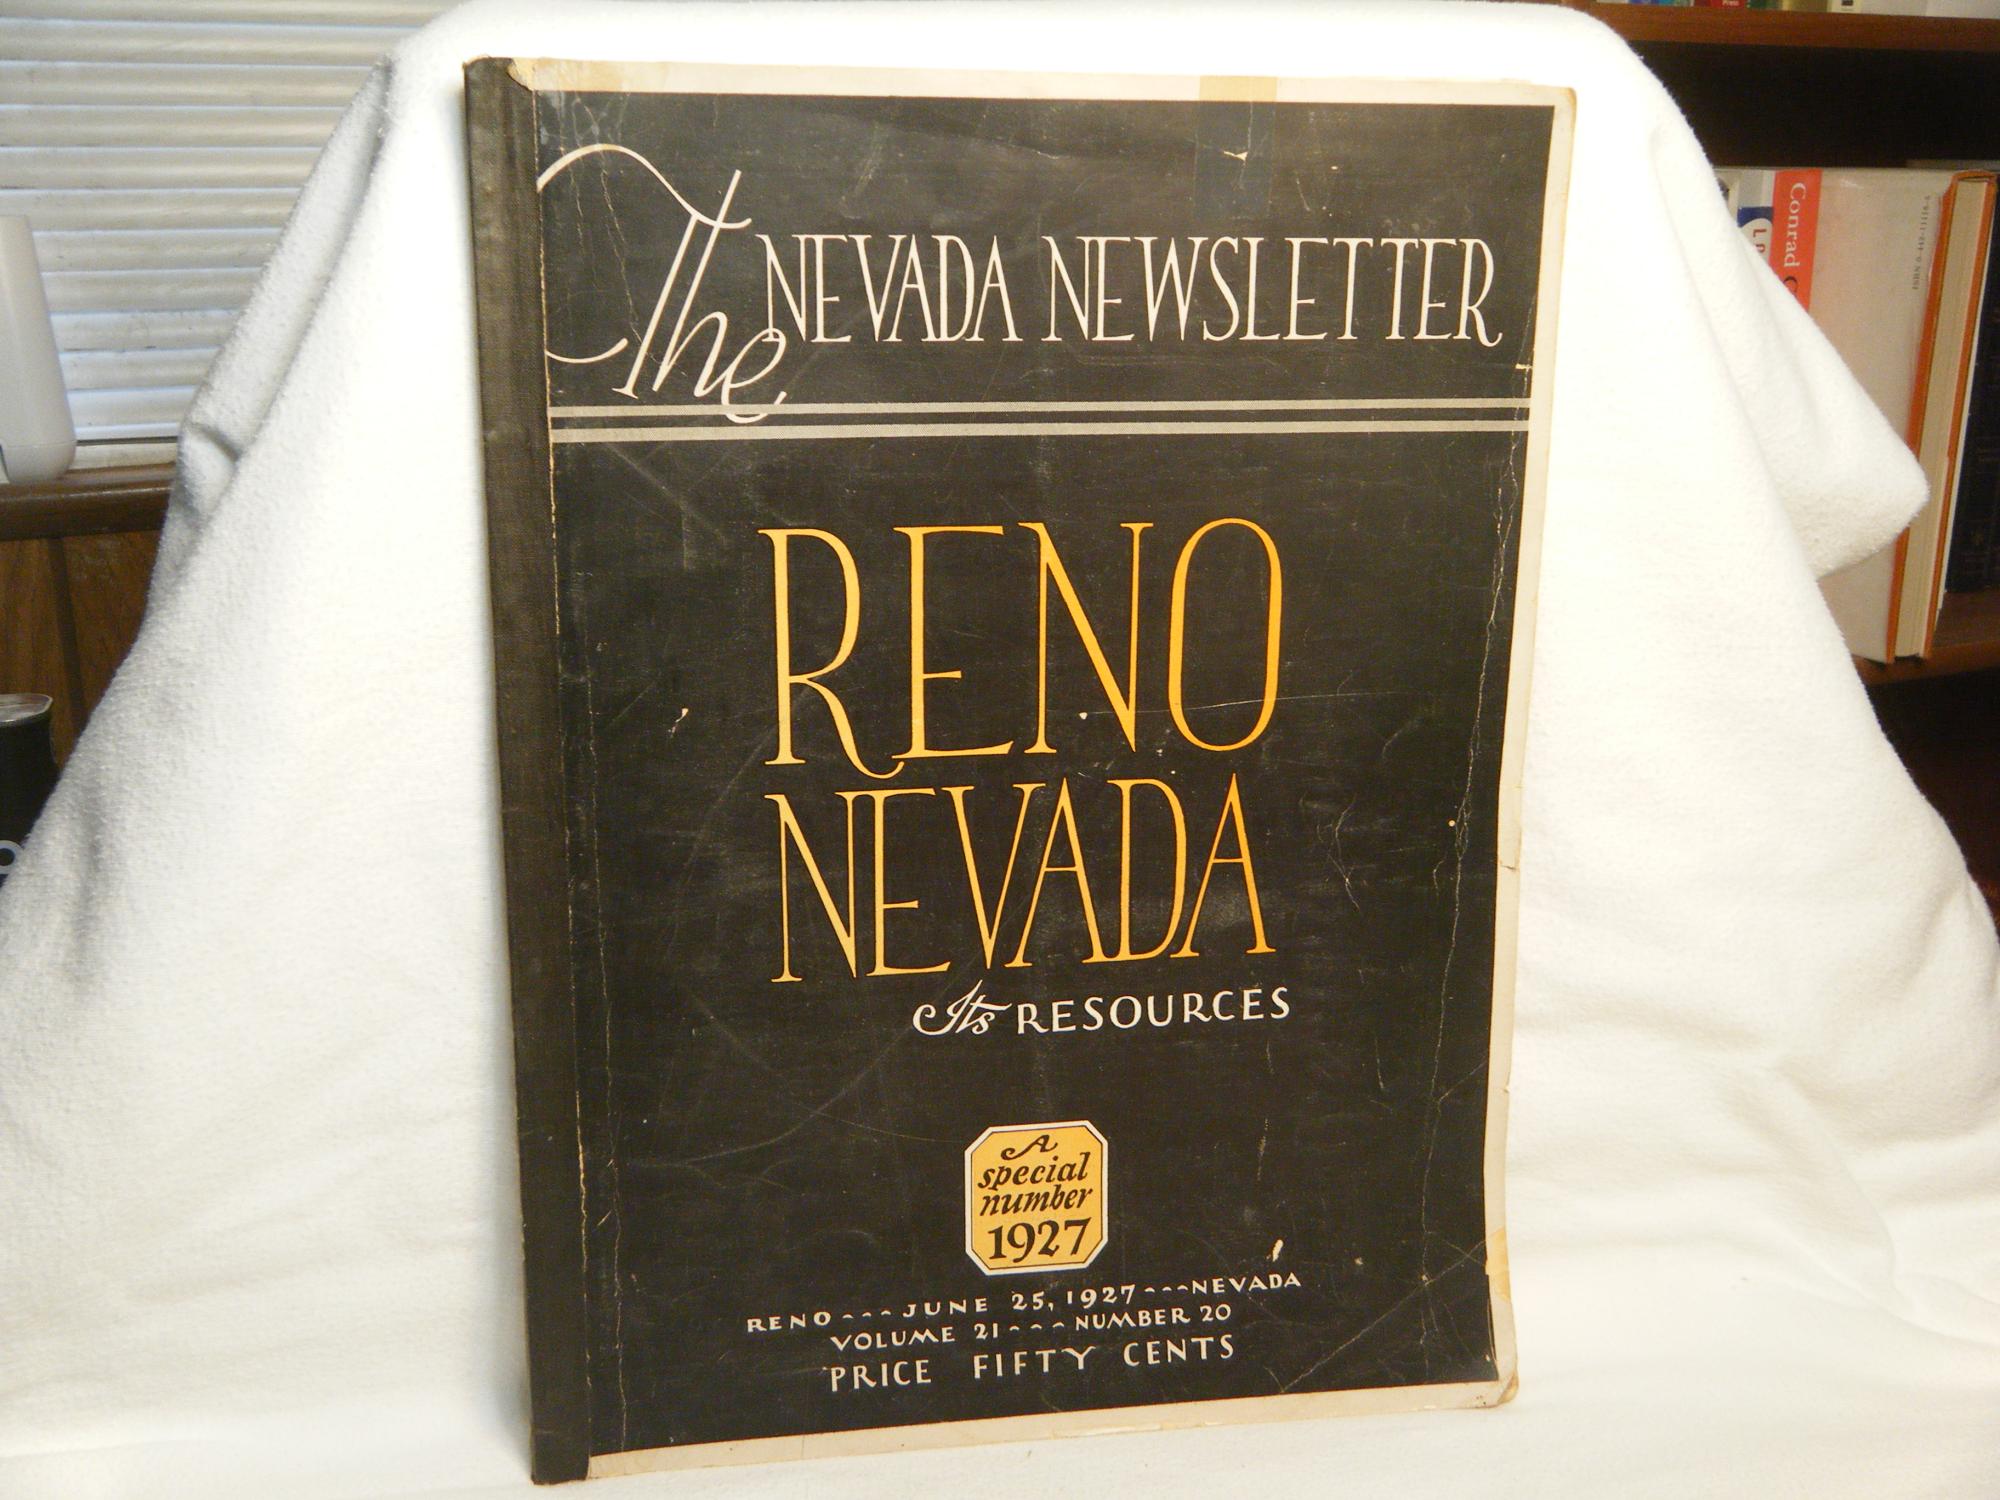 The NEVADA NEWSLETTER
RENO
NEVADA
Its RESOURCES
A
special
number
1927
RENO---JUNE 25, 1927---NEVADA
VOLUME 21---NUMBER 20
PRICE FIFTY CENTS
Conrad